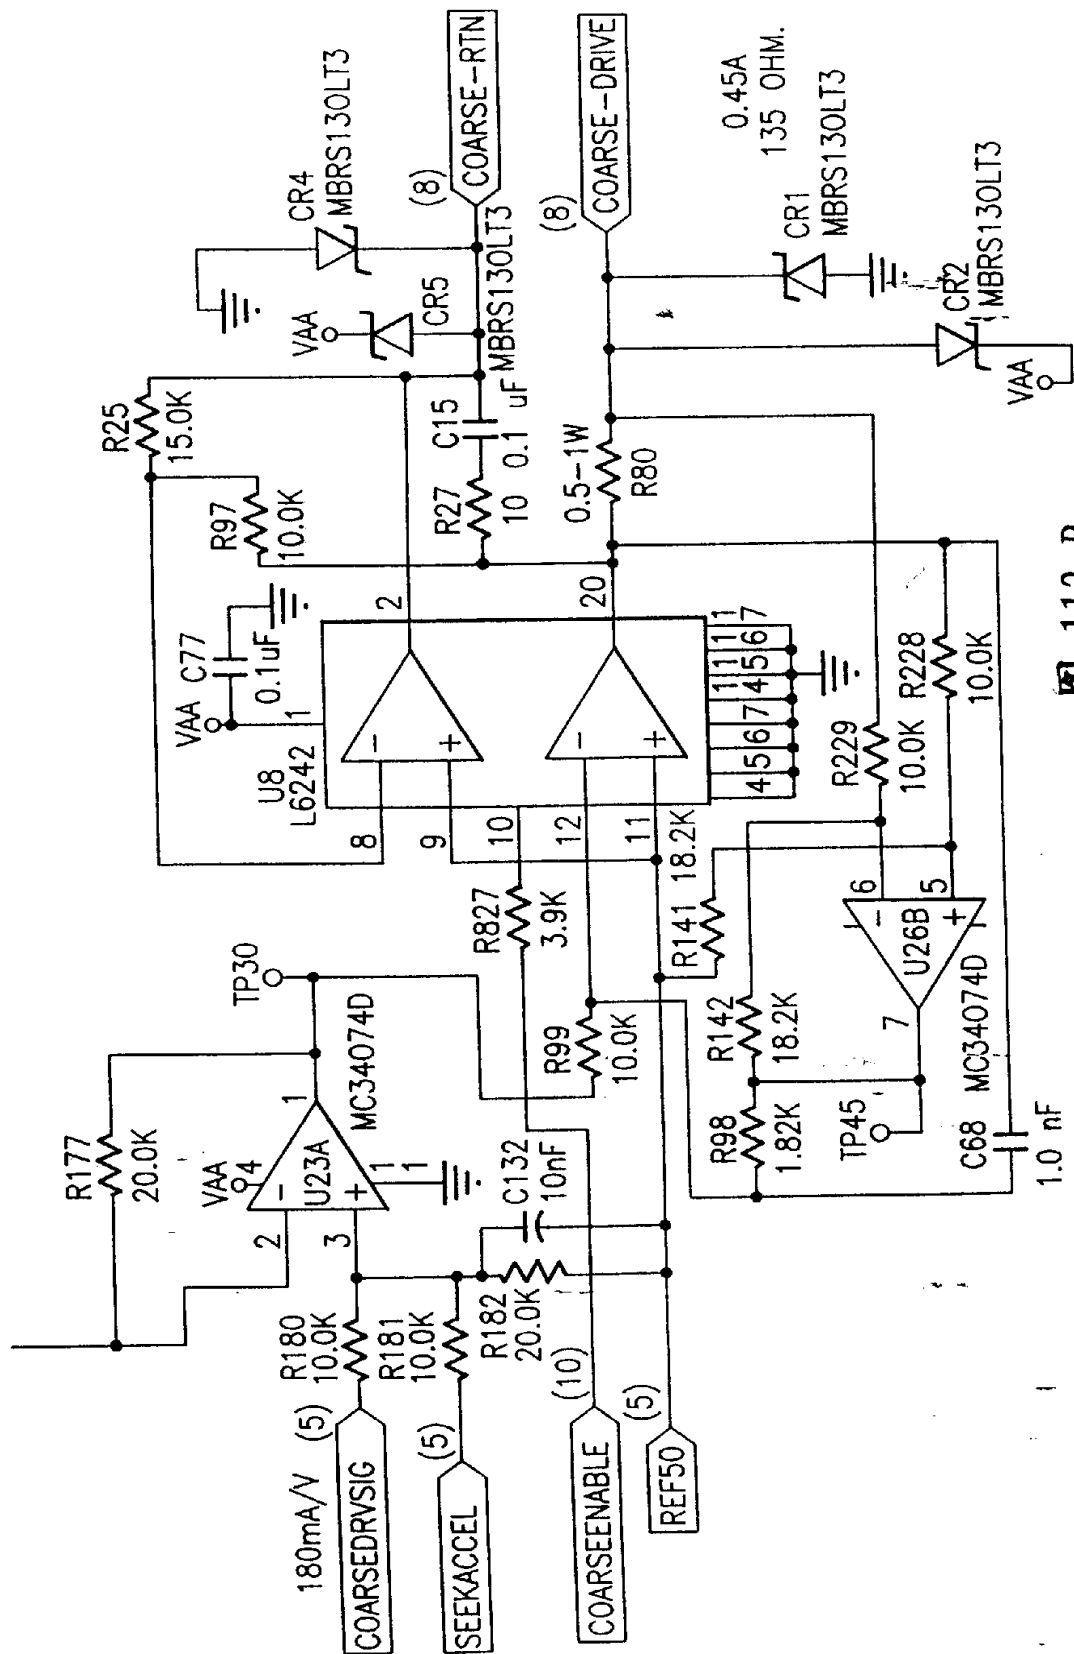 COARSE-RTN
(8)
CR4
MBRS130LT3
VAA
CR5
MBRS130LT3
COARSE-DRIVE
(8)
0.45A
135 OHM.
CR1
MBRS130LT3
CR2
MBRS130LT3
VAA
R25
15.0K
R97
10.0K
C15
0.1 uF
R27
10
0.5-1W
R80
VAA
C77
0.1uF
1
2
20
U8
L6242
-
+
-
+
8
9
10
12
11
4 5 6 7 14 15 16 17
R827
3.9K
18.2K
R141
R229
10.0K
R228
10.0K
6
5
-
+
U26B
7
MC34074D
R142
18.2K
R98
1.82K
TP45
C68
1.0 nF
R99
10.0K
TP30
R177
20.0K
VAA
4
1
MC34074D
-
+
U23A
11
2
3
C132
10nF
R180
10.0K
R181
10.0K
R182
20.0K
180mA/V
(5)
COARSEDRVSIG
(5)
SEEKACCEL
(10)
COARSEENABLE
(5)
REF50